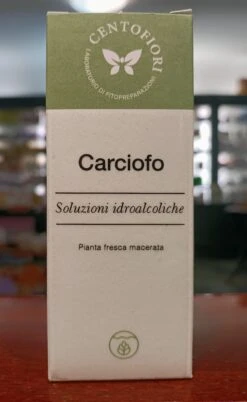 CENTOFIORI
LABORATORIO DI FITOPREPARAZIONI
Carciofo
Soluzioni idroalcoliche
Pianta fresca macerata